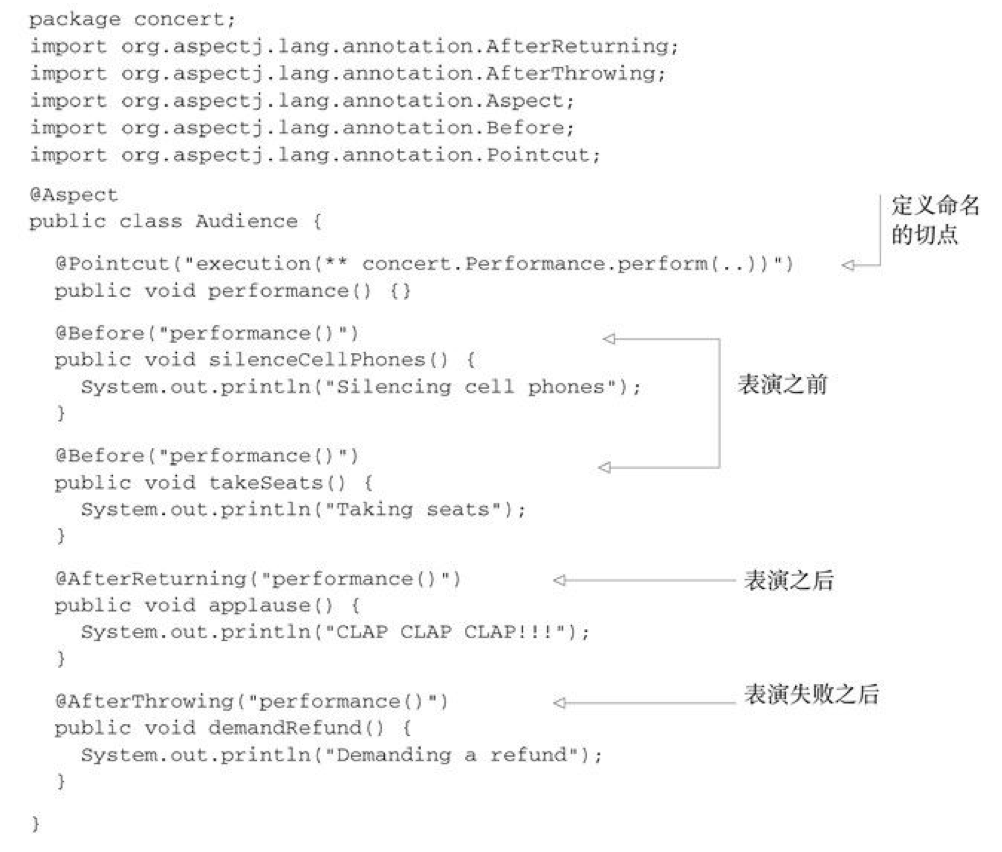 package concert;
import org.aspectj.lang.annotation.AfterReturning;
import org.aspectj.lang.annotation.AfterThrowing;
import org.aspectj.lang.annotation.Aspect;
import org.aspectj.lang.annotation.Before;
import org.aspectj.lang.annotation.Pointcut;
@Aspect
public class Audience {
定义命名
的切点
  @Pointcut("execution(** concert.Performance.perform(..))")
  public void performance() {}
  @Before("performance()")
  public void silenceCellPhones() {
    System.out.println("Silencing cell phones");
  }
表演之前
  @Before("performance()")
  public void takeSeats() {
    System.out.println("Taking seats");
  }
  @AfterReturning("performance()")
表演之后
  public void applause() {
    System.out.println("CLAP CLAP CLAP!!!");
  }
  @AfterThrowing("performance()")
表演失败之后
  public void demandRefund() {
    System.out.println("Demanding a refund");
  }
}